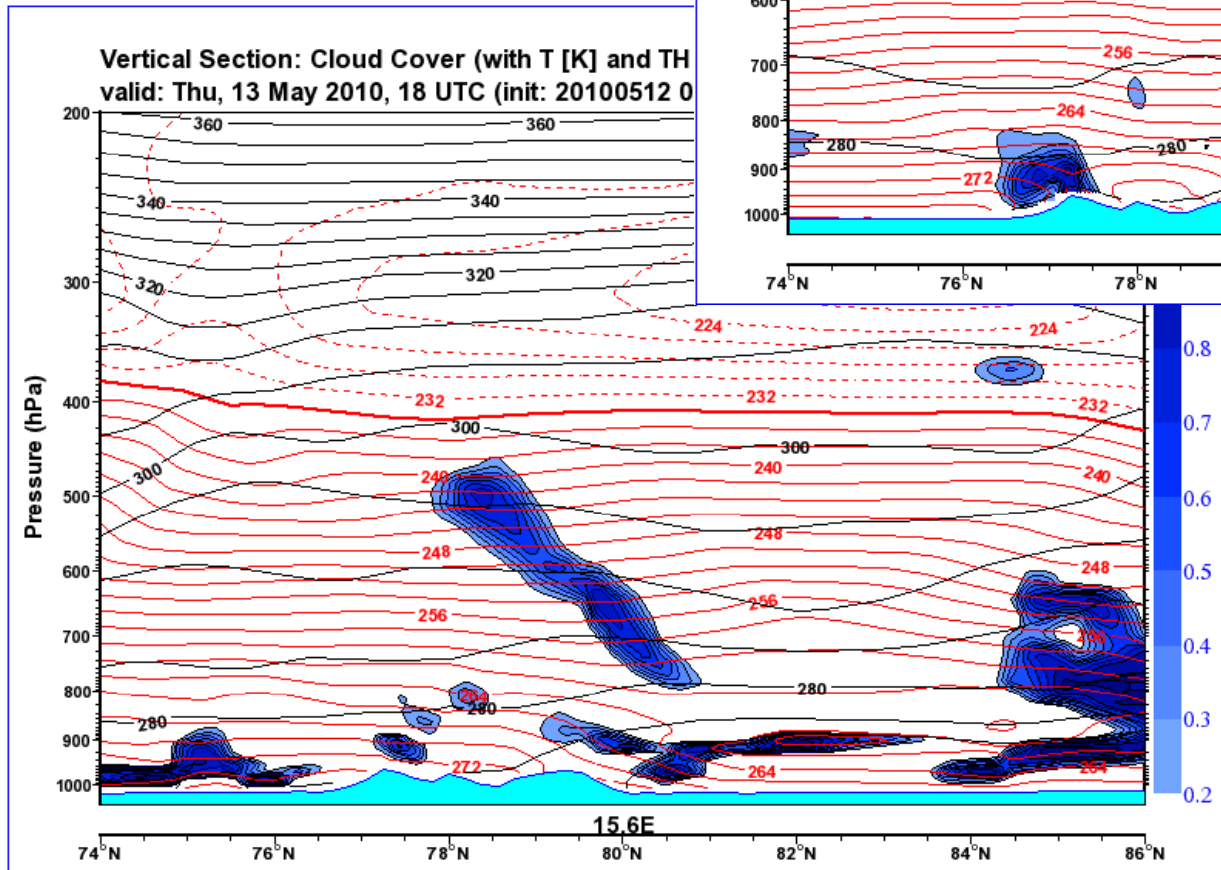 Vertical Section: Cloud Cover (with T [K] and TH
valid: Thu, 13 May 2010, 18 UTC (init: 20100512 0
Pressure (hPa)
200
300
400
500
600
700
800
900
1000
360 360
340 340
320 320
224 224
232 232 232
300 300 300
240 240 240
248 248 248
256 256 256
264 280 280 280
272 264 264
15.6E
74°N 76°N 78°N 80°N 82°N 84°N 86°N
0.8
0.7
0.6
0.5
0.4
0.3
0.2
600
700
800
900
1000
256
264
280 280
272
74°N 76°N 78°N